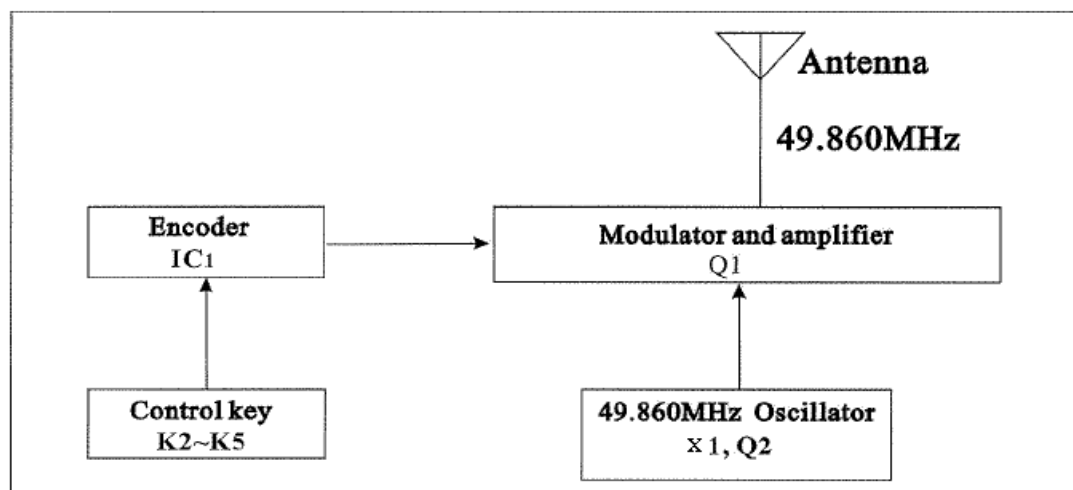 Antenna
49.860MHz
Encoder
IC1
Modulator and amplifier
Q1
Control key
K2~K5
49.860MHz Oscillator
X1, Q2